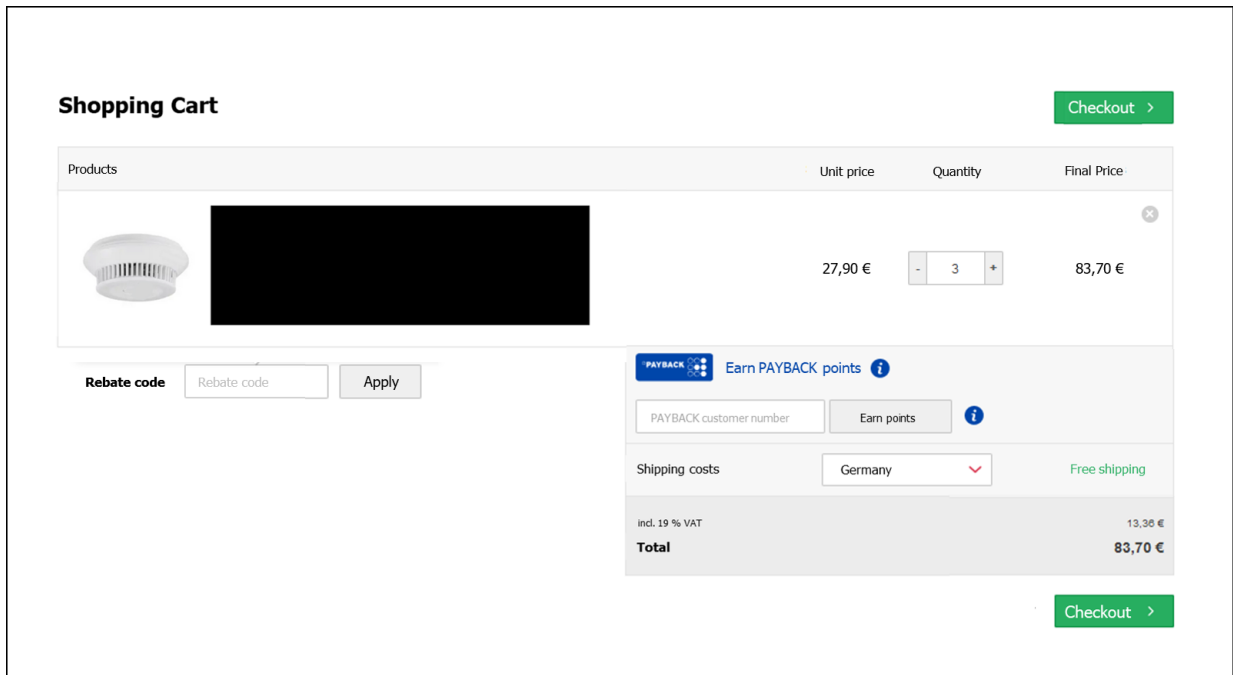 Shopping Cart
Checkout >
Products Unit price Quantity Final Price
27,90 € - 3 + 83,70 €
PAYBACK Earn PAYBACK points i
Rebate code Rebate code Apply
PAYBACK customer number Earn points i
Shipping costs Germany Free shipping
incl. 19 % VAT 13,36 €
Total 83,70 €
Checkout >